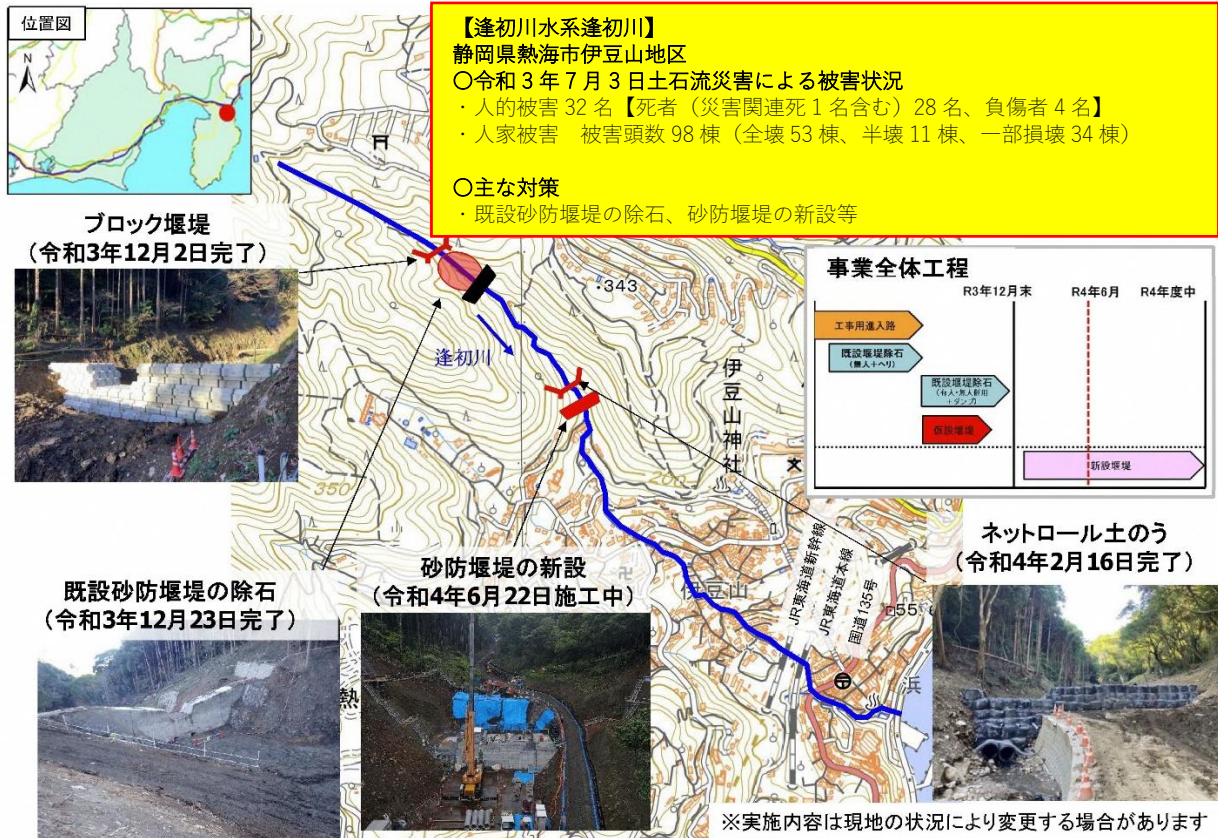 位置図
N
【逢初川水系逢初川】
静岡県熱海市伊豆山地区
〇令和３年７月３日土石流災害による被害状況
・人的被害 32 名【死者（災害関連死 1 名含む）28 名、負傷者 4 名】
・人家被害　被害頭数 98 棟（全壊 53 棟、半壊 11 棟、一部損壊 34 棟）
〇主な対策
・既設砂防堰堤の除石、砂防堰堤の新設等
ブロック堰堤
（令和3年12月2日完了）
事業全体工程
R3年12月末
R4年6月
R4年度中
工事用進入路
既設堰堤除石
(無人+ヘリ)
既設堰堤除石
(有人・無人併用
+ダンプ)
仮設堰堤
新設堰堤
・343
逢初川
伊豆山神社
文
350
200
既設砂防堰堤の除石
（令和3年12月23日完了）
砂防堰堤の新設
（令和4年6月22日施工中）
卍
伊豆山
JR東海道新幹線
JR東海道本線
国道135号
ネットロール土のう
（令和4年2月16日完了）
熱
浜
※実施内容は現地の状況により変更する場合があります